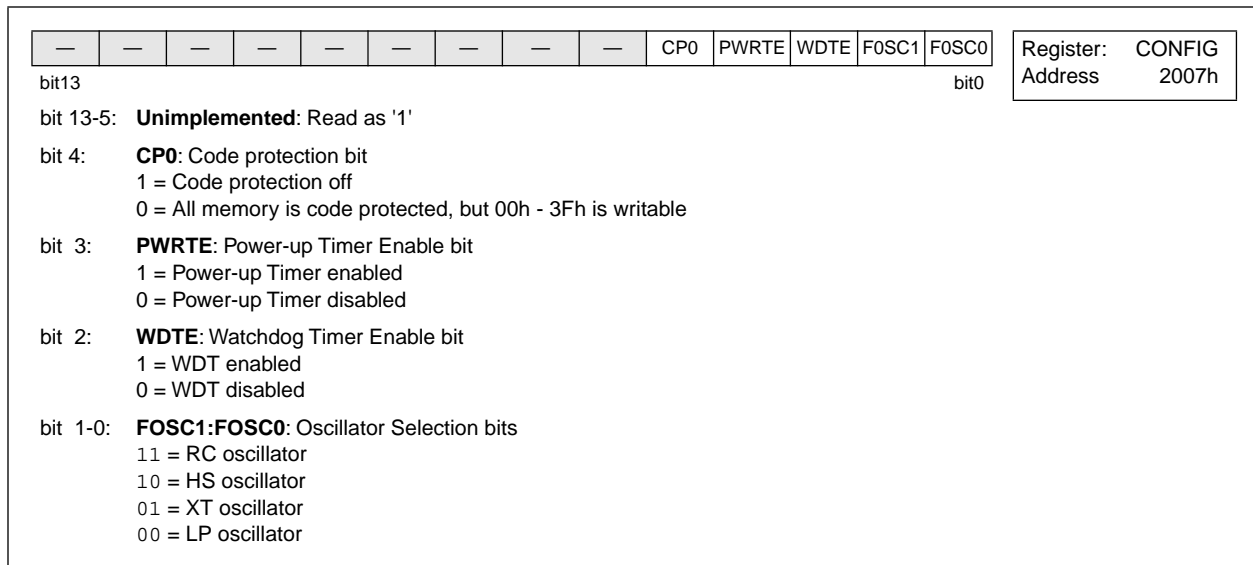 — — — — — — — — — CP0 PWRTE WDTE F0SC1 F0SC0
Register: CONFIG
Address 2007h
bit13 bit0
bit 13-5: Unimplemented: Read as '1'
bit 4: CP0: Code protection bit
1 = Code protection off
0 = All memory is code protected, but 00h - 3Fh is writable
bit 3: PWRTE: Power-up Timer Enable bit
1 = Power-up Timer enabled
0 = Power-up Timer disabled
bit 2: WDTE: Watchdog Timer Enable bit
1 = WDT enabled
0 = WDT disabled
bit 1-0: FOSC1:FOSC0: Oscillator Selection bits
11 = RC oscillator
10 = HS oscillator
01 = XT oscillator
00 = LP oscillator